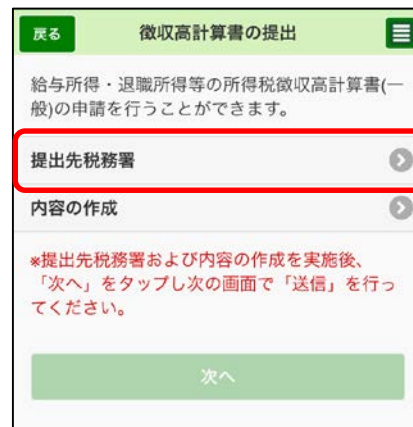 戻る 徴収高計算書の提出
給与所得・退職所得等の所得税徴収高計算書(一
般)の申請を行うことができます。
提出先税務署
内容の作成
*提出先税務署および内容の作成を実施後、
「次へ」をタップし次の画面で「送信」を行っ
てください。
次へ